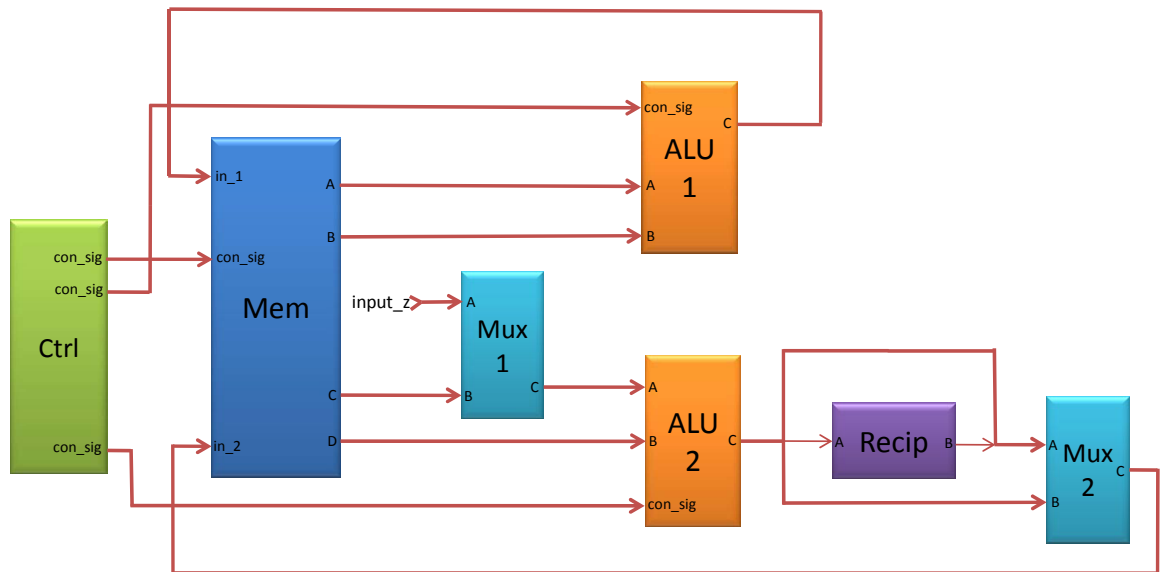 con_sig
C
ALU
1
A
B
in_1
A
B
con_sig
Mem
C
D
in_2
con_sig
con_sig
Ctrl
con_sig
input_z
A
Mux
1
B
C
A
B
ALU
2
C
con_sig
A
Recip
B
A
Mux
2
C
B